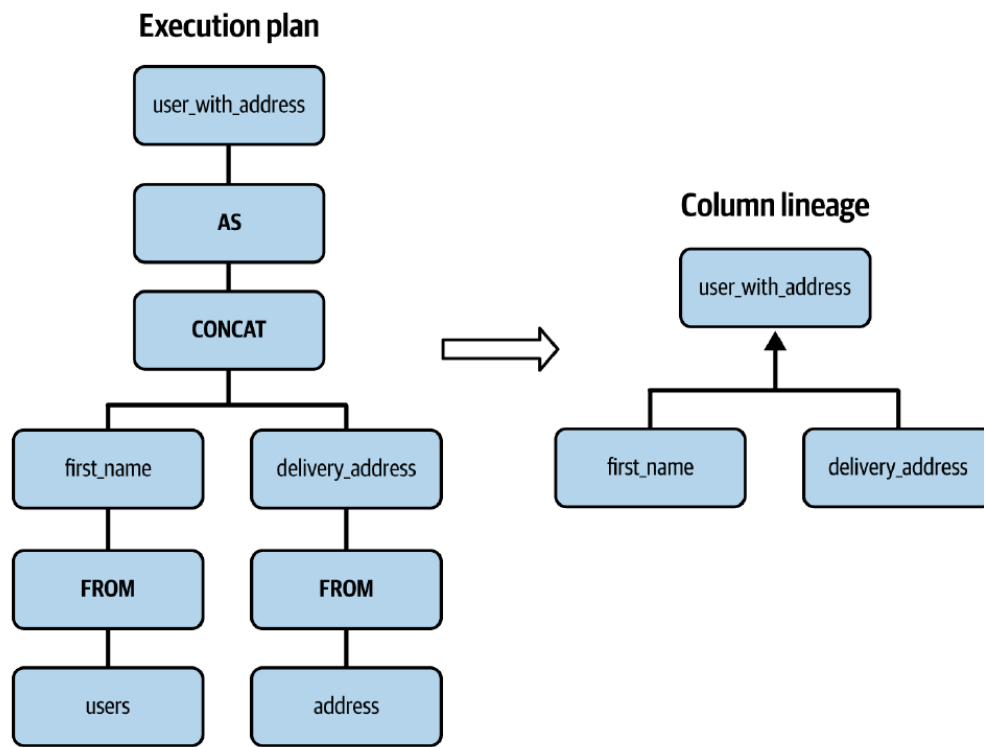 Execution plan
user_with_address
AS
CONCAT
first_name
delivery_address
FROM
FROM
users
address
Column lineage
user_with_address
first_name
delivery_address